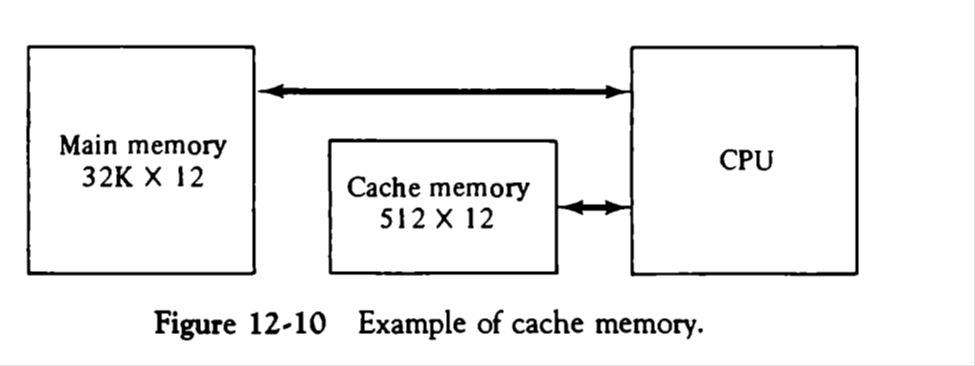 Main memory
32K X 12
Cache memory
512 X 12
CPU
Figure 12-10 Example of cache memory.